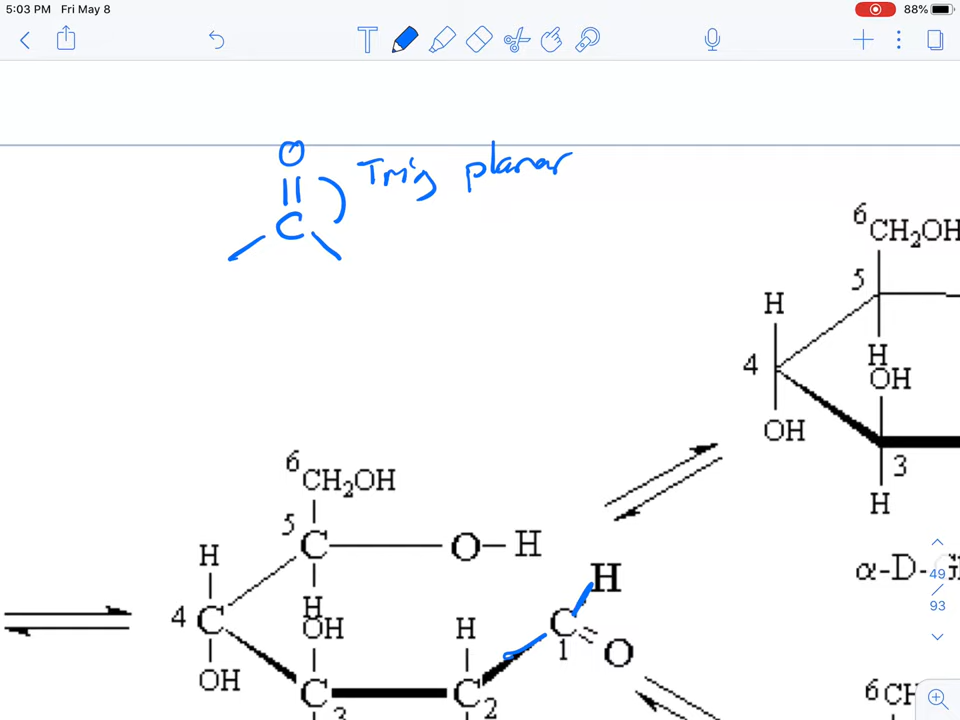 5:03 PM Fri May 8
88%
T
O
Trig planar
C
6
CH2OH
5
H
4
H
OH
OH
3
H
α-D-
6
CH2OH
5
C O–H
H
4 C
H
OH
OH
H
H
C
1
O
C
3
C
2
49
/
93
6
CH